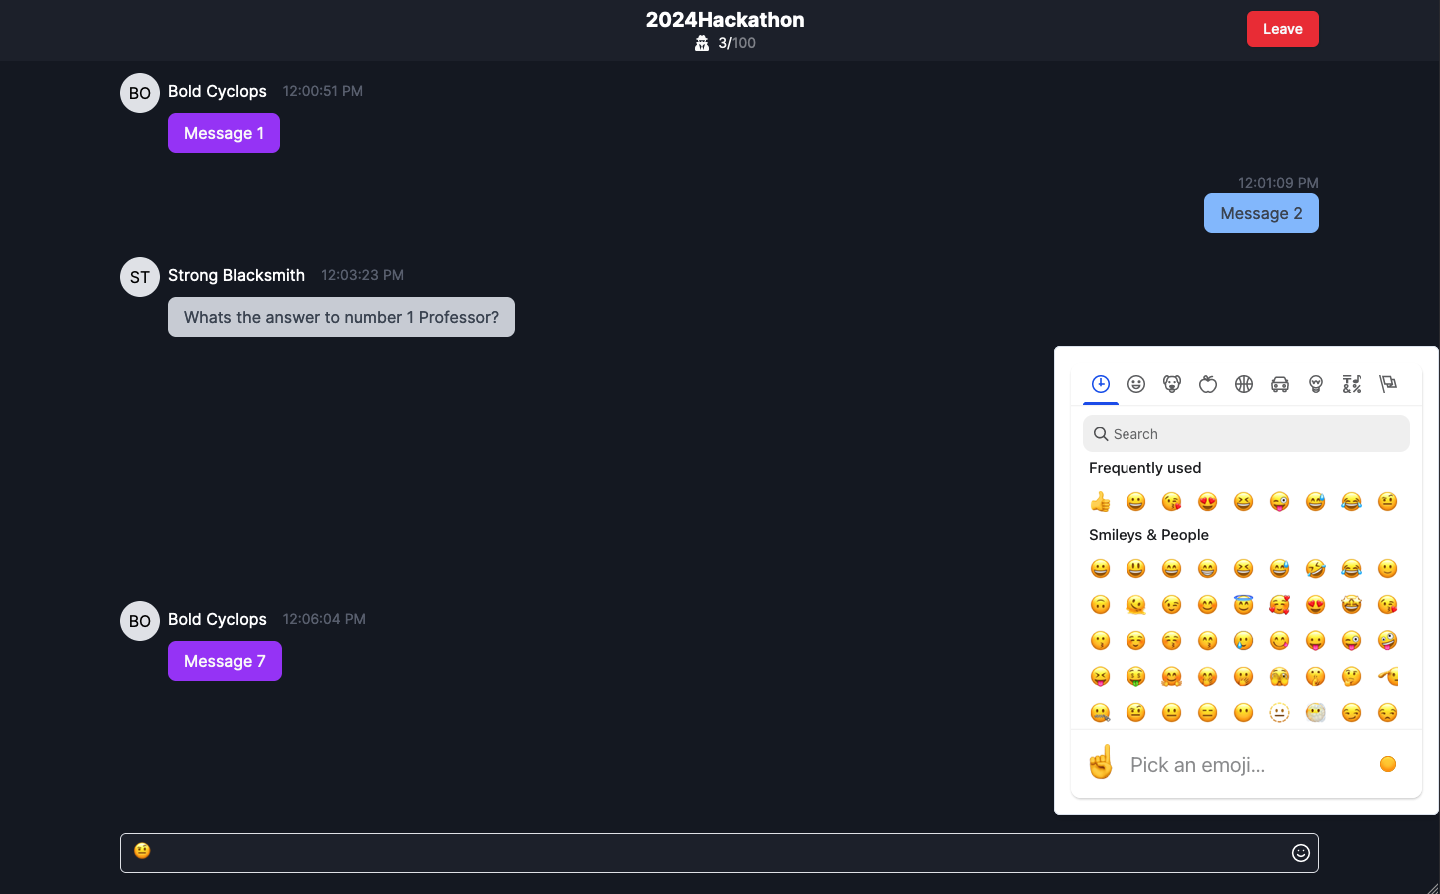 2024Hackathon
3/100
Leave
BO
Bold Cyclops 12:00:51 PM
Message 1
12:01:09 PM
Message 2
ST
Strong Blacksmith 12:03:23 PM
Whats the answer to number 1 Professor?
BO
Bold Cyclops 12:06:04 PM
Message 7
Search
Frequently used
Smileys & People
Pick an emoji...